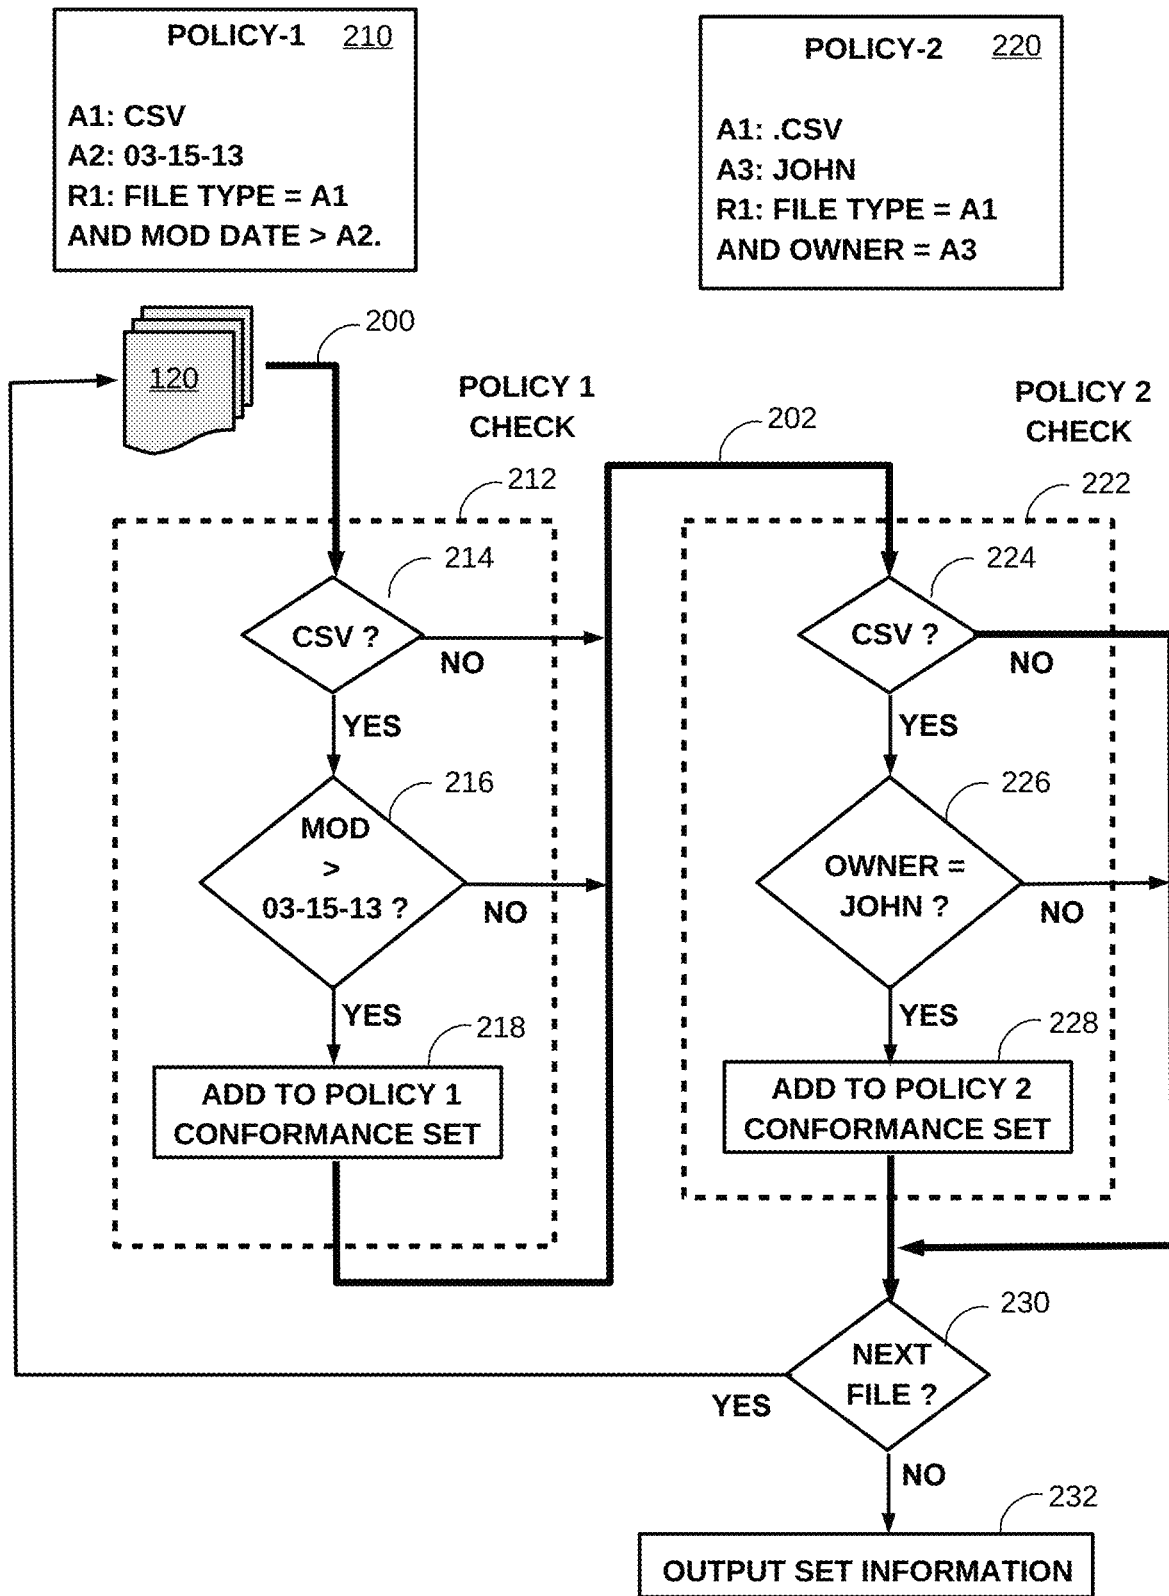 POLICY-1 210
A1: CSV
A2: 03-15-13
R1: FILE TYPE = A1
AND MOD DATE > A2.
POLICY-2 220
A1: .CSV
A3: JOHN
R1: FILE TYPE = A1
AND OWNER = A3
120
200
POLICY 1
CHECK
202
POLICY 2
CHECK
212
214
CSV ?
NO
YES
216
MOD
>
03-15-13 ?
NO
YES
218
ADD TO POLICY 1
CONFORMANCE SET
222
224
CSV ?
NO
YES
226
OWNER =
JOHN ?
NO
YES
228
ADD TO POLICY 2
CONFORMANCE SET
230
NEXT
FILE ?
YES
NO
232
OUTPUT SET INFORMATION